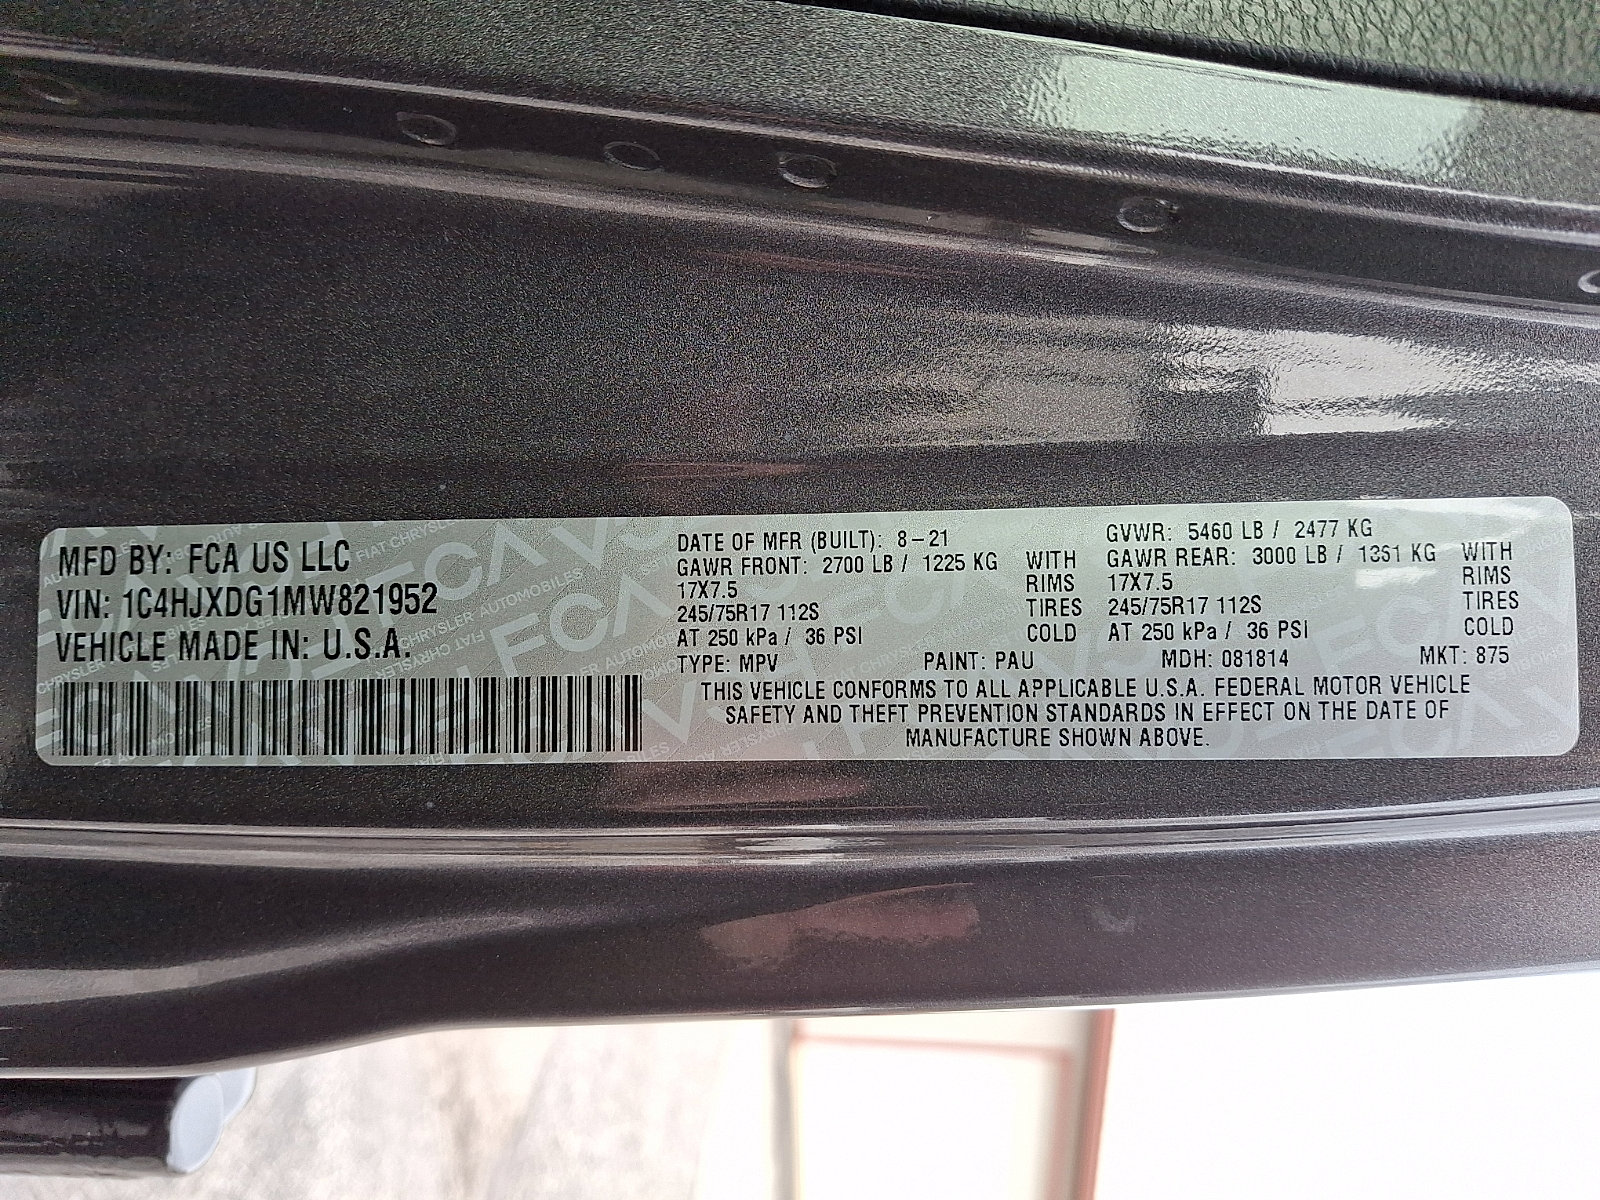 MFD BY: FCA US LLC
VIN: 1C4HJXDG1MW821952
VEHICLE MADE IN: U.S.A.
DATE OF MFR (BUILT): 8-21
GAWR FRONT: 2700 LB / 1225 KG WITH
17X7.5 RIMS
245/75R17 112S TIRES
AT 250 kPa / 36 PSI COLD
GVWR: 5460 LB / 2477 KG
GAWR REAR: 3000 LB / 1361 KG WITH
17X7.5 RIMS
245/75R17 112S TIRES
AT 250 kPa / 36 PSI COLD
TYPE: MPV PAINT: PAU MDH: 081814 MKT: 875
THIS VEHICLE CONFORMS TO ALL APPLICABLE U.S.A. FEDERAL MOTOR VEHICLE
SAFETY AND THEFT PREVENTION STANDARDS IN EFFECT ON THE DATE OF
MANUFACTURE SHOWN ABOVE.